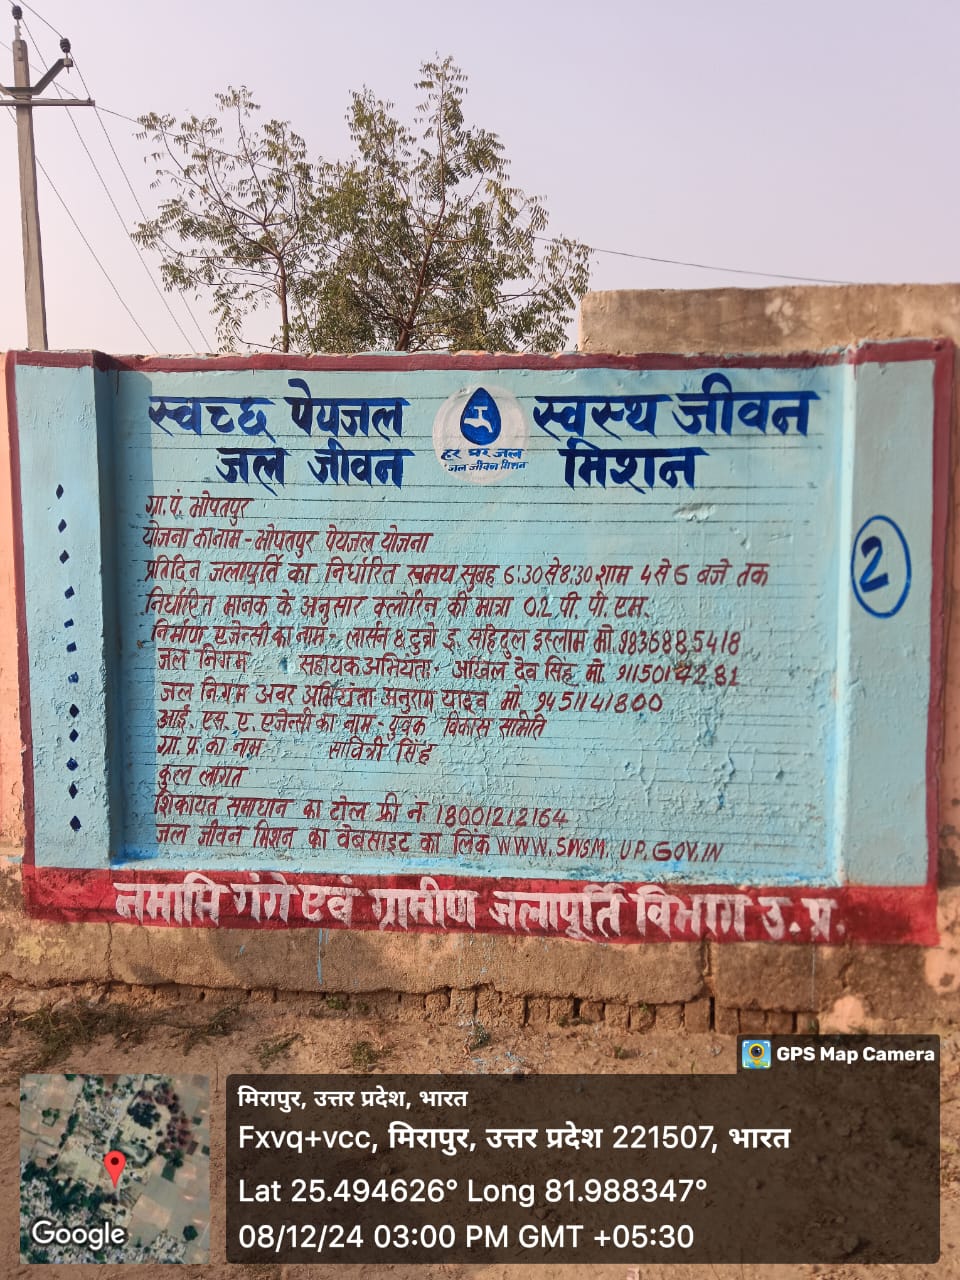 स्वच्छ पेयजल स्वस्थ जीवन
जल जीवन मिशन
हर घर जल
जल जीवन मिशन
ग्रा.पं. भोपतपुर
योजना का नाम - भोपतपुर पेयजल योजना
प्रतिदिन जलापूर्ति का निर्धारित समय सुबह 6:30 से 8:30 शाम 4 से 6 बजे तक
निर्धारित मानक के अनुसार क्लोरिन की मात्रा 0.2 पी पी. एम.
निर्माण एजेन्सी का नाम - लार्सन & टुब्रो इ. सहिदुल इस्लाम मो. 9836885418
जल निगम सहायक अभियंता - अखिल देव सिंह मो. 9115014281
जल निगम अवर अभियंता अनुराग यादव मो. 9451141800
आई. एस. ए. एजेन्सी का नाम - युवक विकास समिति
ग्रा. प्र. का नाम सावित्री सिंह
कुल लागत
शिकायत समाधान का टोल फ्री नं 18001212164
जल जीवन मिशन का वेबसाइट का लिंक WWW.SWSM.UP.GOV.IN
2
नमामि गंगे एवं ग्रामीण जलापूर्ति विभाग उ.प्र.
GPS Map Camera
मिरापुर, उत्तर प्रदेश, भारत
Fxvq+vcc, मिरापुर, उत्तर प्रदेश 221507, भारत
Lat 25.494626° Long 81.988347°
08/12/24 03:00 PM GMT +05:30
Google